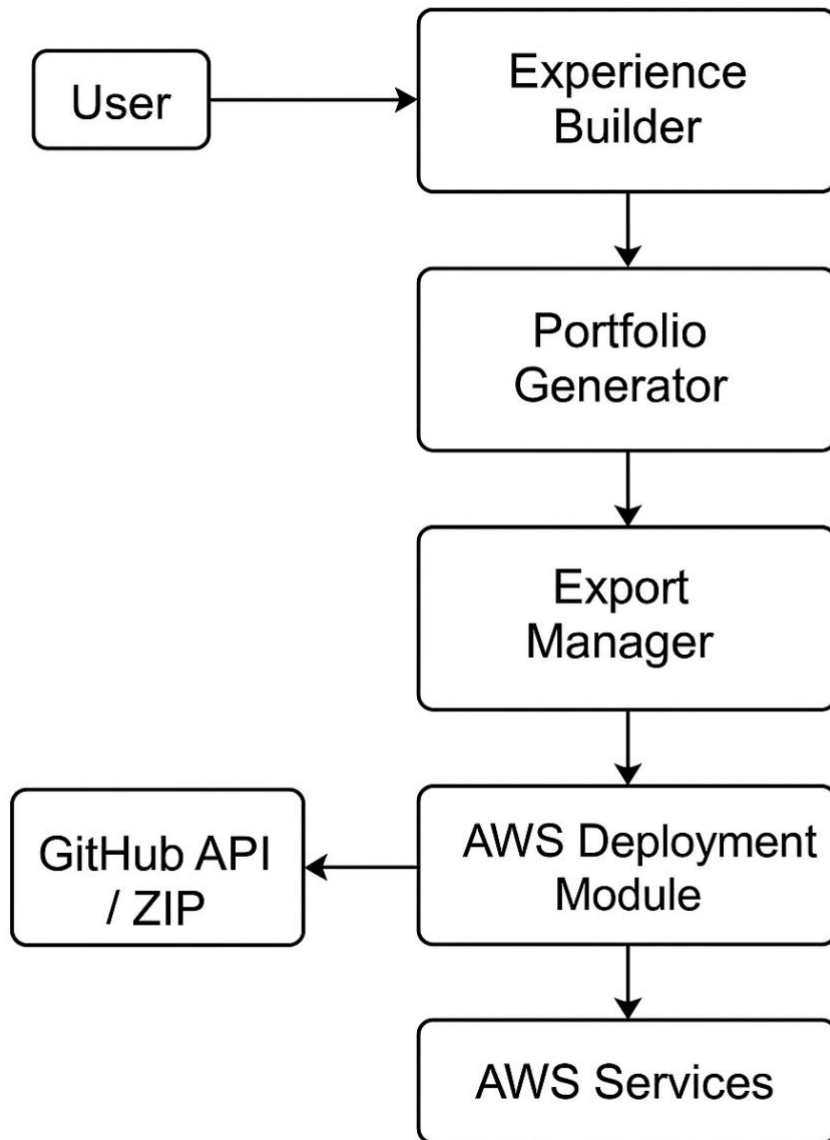 User
Experience
Builder
Portfolio
Generator
Export
Manager
GitHub API
/ ZIP
AWS Deployment
Module
AWS Services